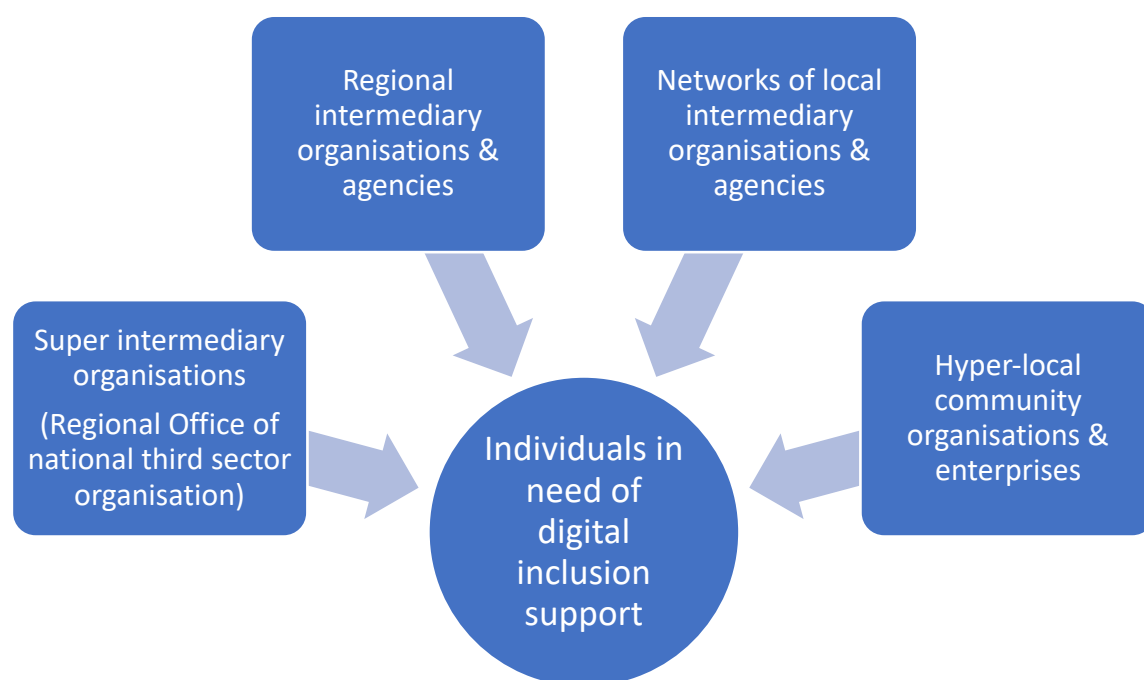 Regional
intermediary
organisations &
agencies
Networks of local
intermediary
organisations &
agencies
Super intermediary
organisations
(Regional Office of
national third sector
organisation)
Hyper-local
community
organisations &
enterprises
Individuals in
need of
digital
inclusion
support